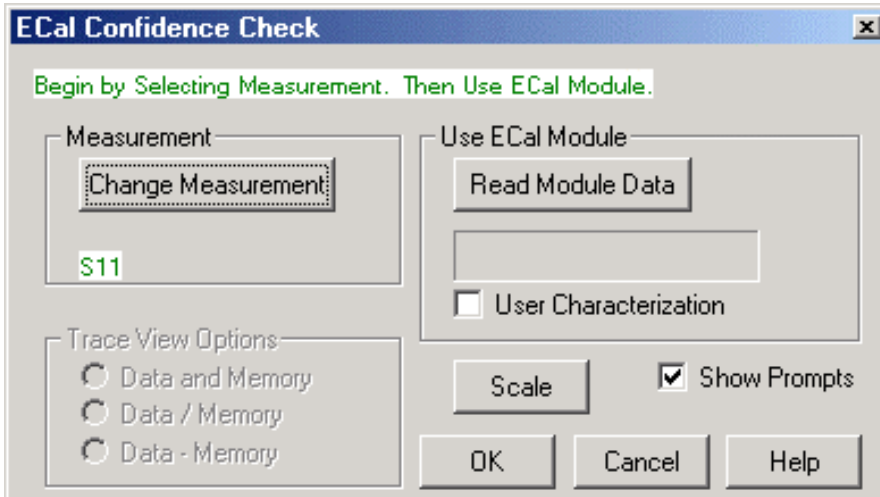 ECal Confidence Check
Begin by Selecting Measurement. Then Use ECal Module.
Measurement
Change Measurement
S11
Use ECal Module
Read Module Data
User Characterization
Trace View Options
Data and Memory
Data / Memory
Data - Memory
Scale
Show Prompts
OK
Cancel
Help